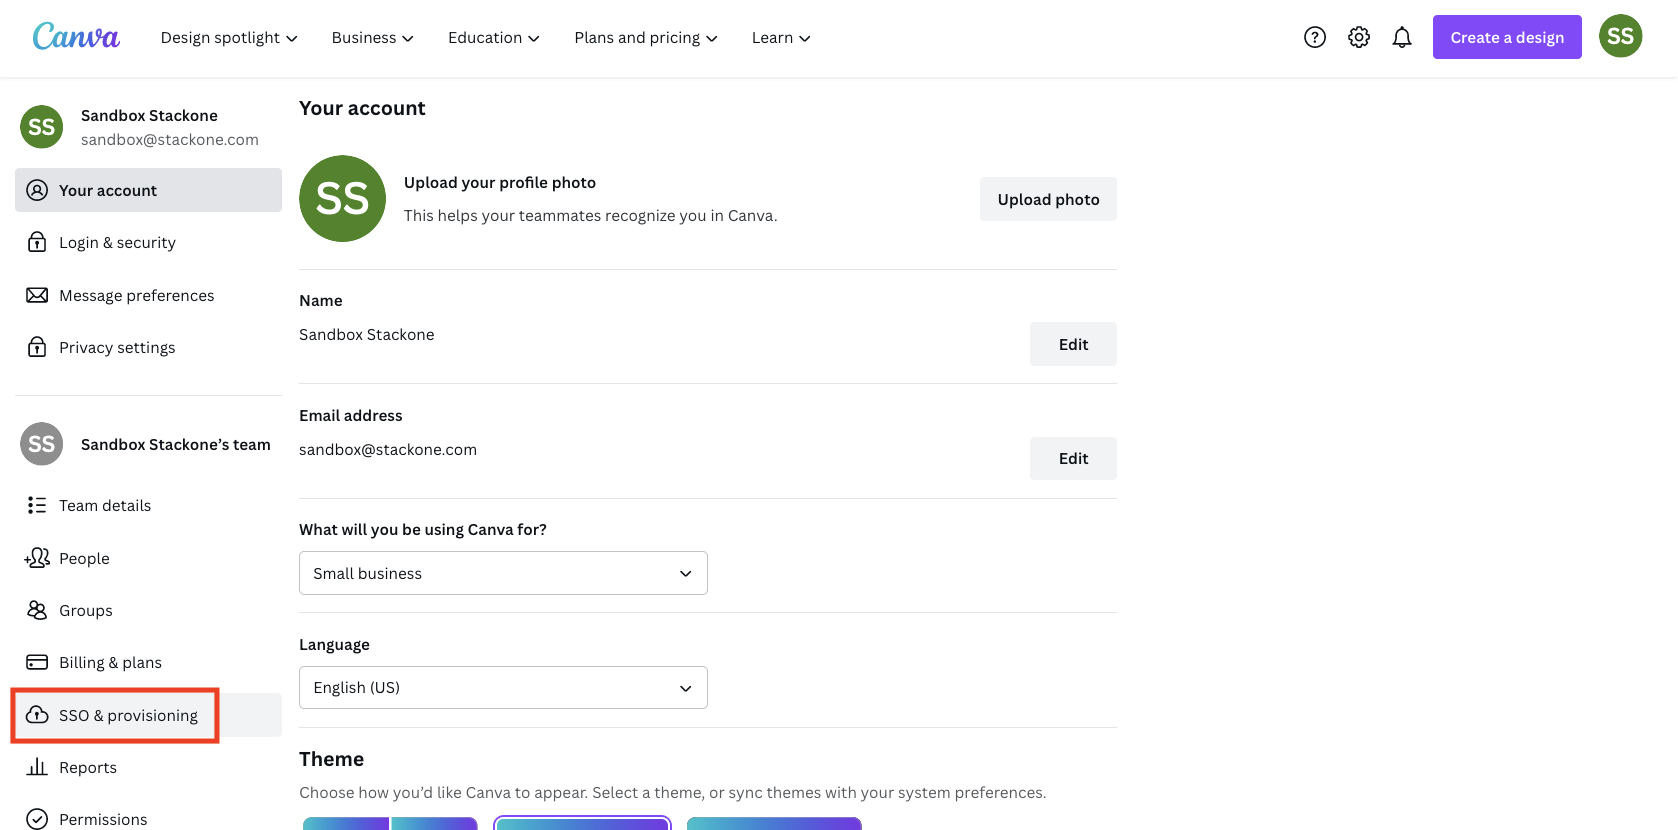 Canva
Design spotlight
Business
Education
Plans and pricing
Learn
Create a design
SS
SS
Sandbox Stackone
sandbox@stackone.com
Your account
Login & security
Message preferences
Privacy settings
SS
Sandbox Stackone's team
Team details
People
Groups
Billing & plans
SSO & provisioning
Reports
Permissions
Your account
SS
Upload your profile photo
This helps your teammates recognize you in Canva.
Upload photo
Name
Sandbox Stackone
Edit
Email address
sandbox@stackone.com
Edit
What will you be using Canva for?
Small business
Language
English (US)
Theme
Choose how you'd like Canva to appear. Select a theme, or sync themes with your system preferences.